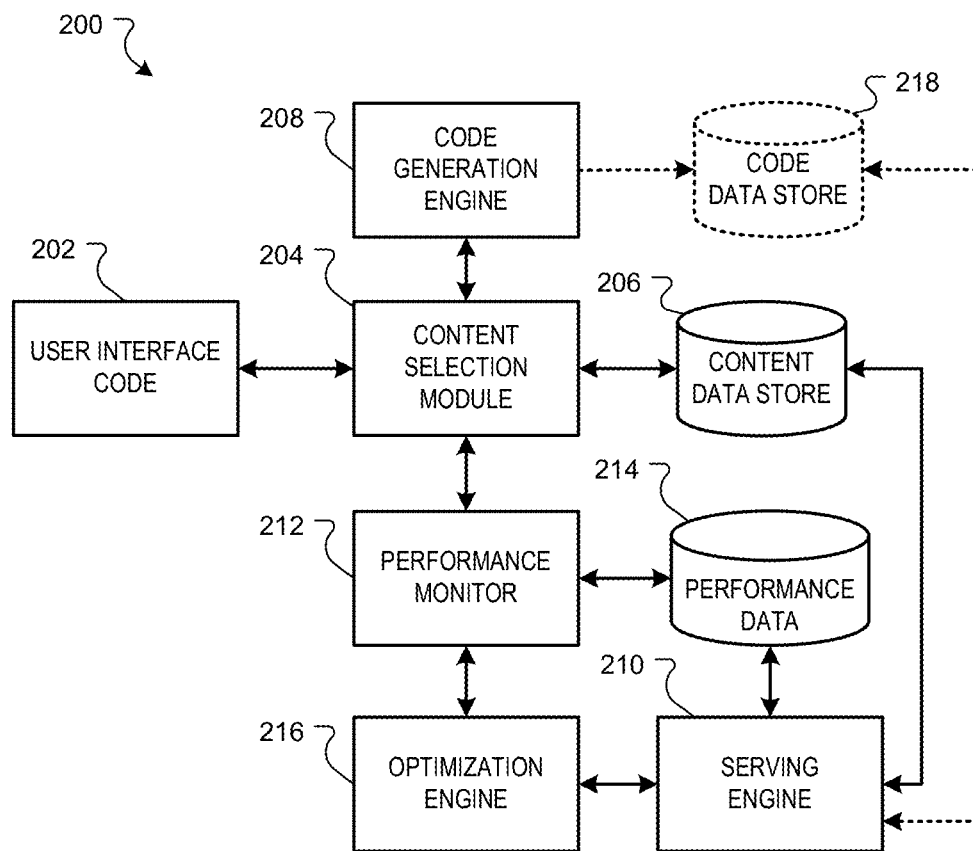 200
208
CODE
GENERATION
ENGINE
218
CODE
DATA STORE
202
USER INTERFACE
CODE
204
CONTENT
SELECTION
MODULE
206
CONTENT
DATA STORE
212
PERFORMANCE
MONITOR
214
PERFORMANCE
DATA
216
OPTIMIZATION
ENGINE
210
SERVING
ENGINE